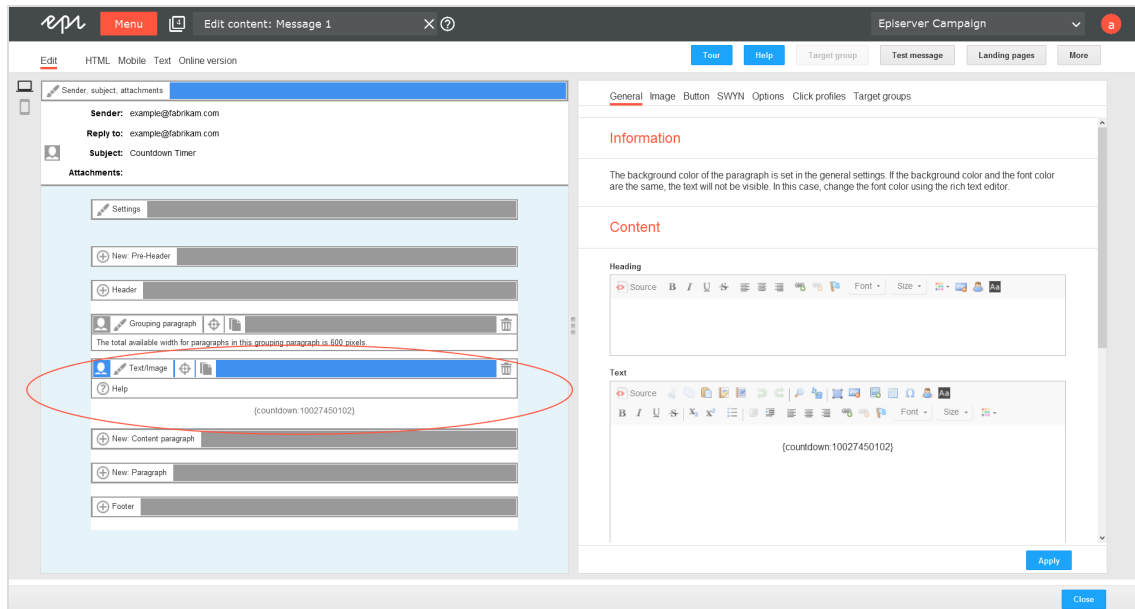 epi Menu 4 Edit content: Message 1 Episerver Campaign a
Edit HTML Mobile Text Online version Tour Help Target group Test message Landing pages More
Sender, subject, attachments
Sender: example@fabrikam.com
Reply to: example@fabrikam.com
Subject: Countdown Timer
Attachments:
Settings
New: Pre-Header
Header
Grouping paragraph
The total available width for paragraphs in this grouping paragraph is 600 pixels.
Text/Image
Help
{countdown:10027450102}
New: Content paragraph
New: Paragraph
Footer
General Image Button SWYN Options Click profiles Target groups
Information
The background color of the paragraph is set in the general settings. If the background color and the font color
are the same, the text will not be visible. In this case, change the font color using the rich text editor.
Content
Heading
Source B I U S Font Size Aa
Text
Source Ω Aa
B I U S X₂ X² Font Size
{countdown:10027450102}
Apply
Close